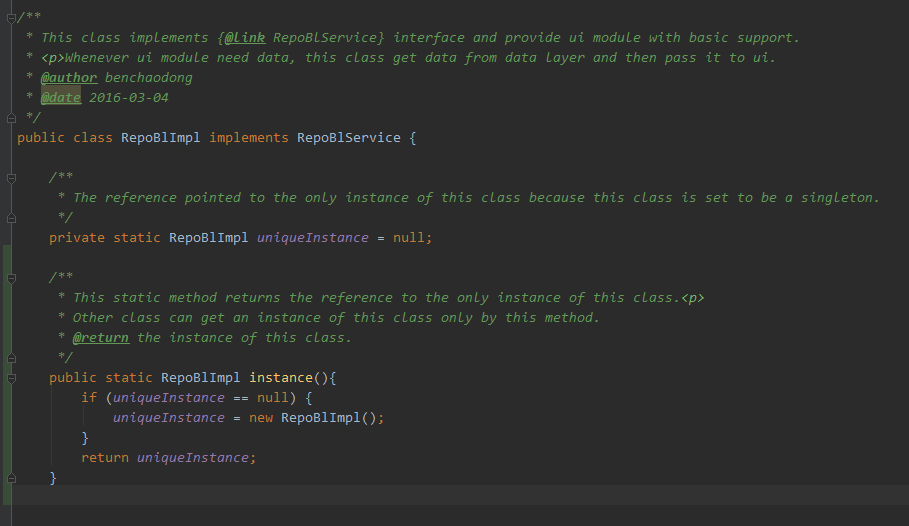 /**
 * This class implements {@link RepoBlService} interface and provide ui module with basic support.
 * <p>Whenever ui module need data, this class get data from data layer and then pass it to ui.
 * @author benchaodong
 * @date 2016-03-04
 */
public class RepoBlImpl implements RepoBlService {
    /**
     * The reference pointed to the only instance of this class because this class is set to be a singleton.
     */
    private static RepoBlImpl uniqueInstance = null;
    /**
     * This static method returns the reference to the only instance of this class.<p>
     * Other class can get an instance of this class only by this method.
     * @return the instance of this class.
     */
    public static RepoBlImpl instance(){
        if (uniqueInstance == null) {
            uniqueInstance = new RepoBlImpl();
        }
        return uniqueInstance;
    }